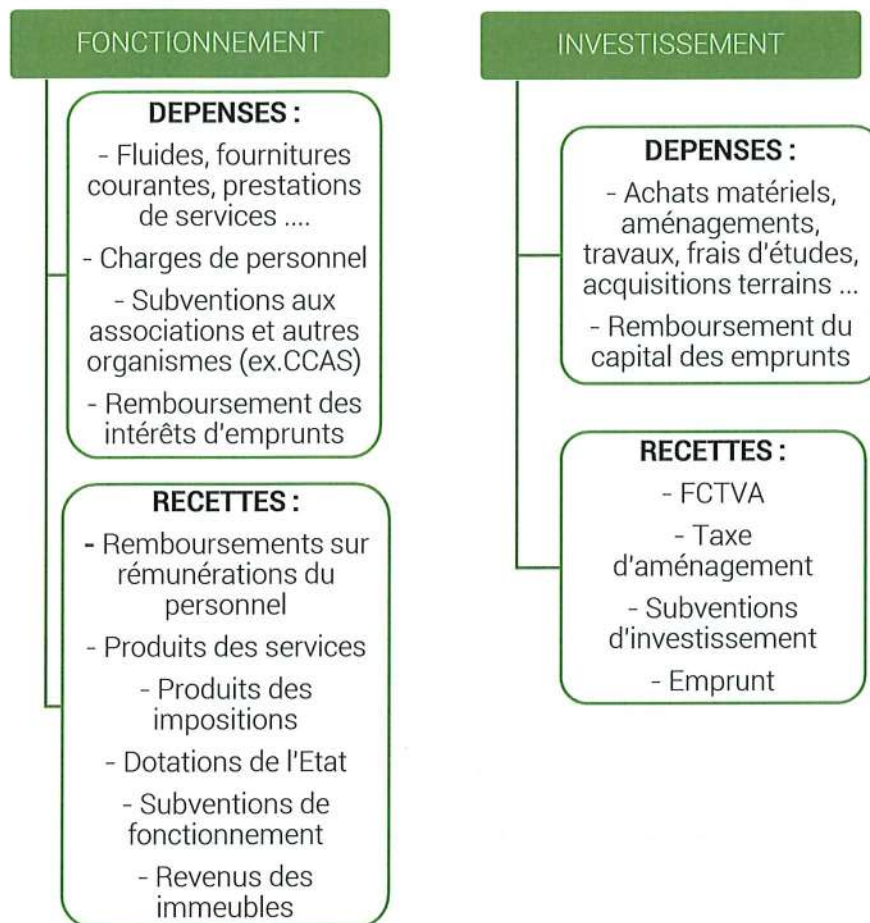 FONCTIONNEMENT
DEPENSES :
- Fluides, fournitures
courantes, prestations
de services ....
- Charges de personnel
- Subventions aux
associations et autres
organismes (ex.CCAS)
- Remboursement des
intérêts d'emprunts
RECETTES :
- Remboursements sur
rémunérations du
personnel
- Produits des services
- Produits des
impositions
- Dotations de l'Etat
- Subventions de
fonctionnement
- Revenus des
immeubles
INVESTISSEMENT
DEPENSES :
- Achats matériels,
aménagements,
travaux, frais d'études,
acquisitions terrains ...
- Remboursement du
capital des emprunts
RECETTES :
- FCTVA
- Taxe
d'aménagement
- Subventions
d'investissement
- Emprunt